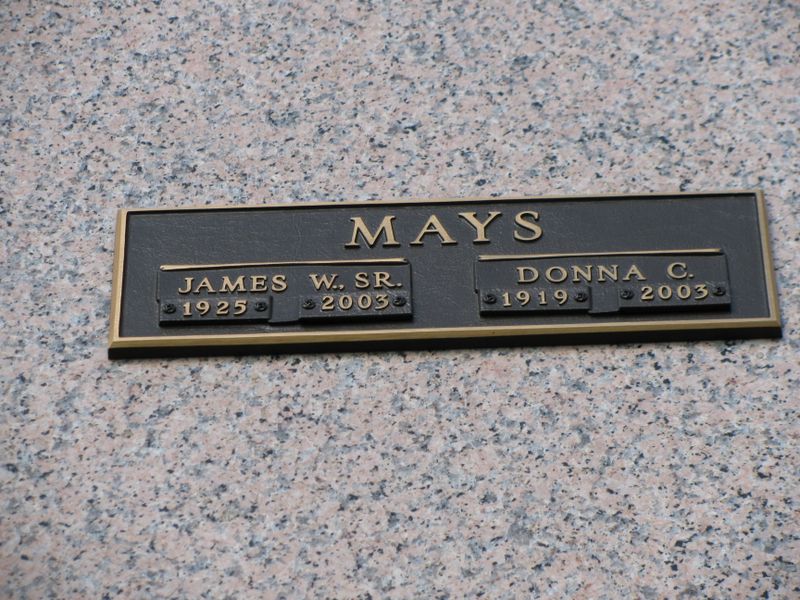 MAYS
JAMES W., SR.
1925 2003
DONNA C.
1919 2003